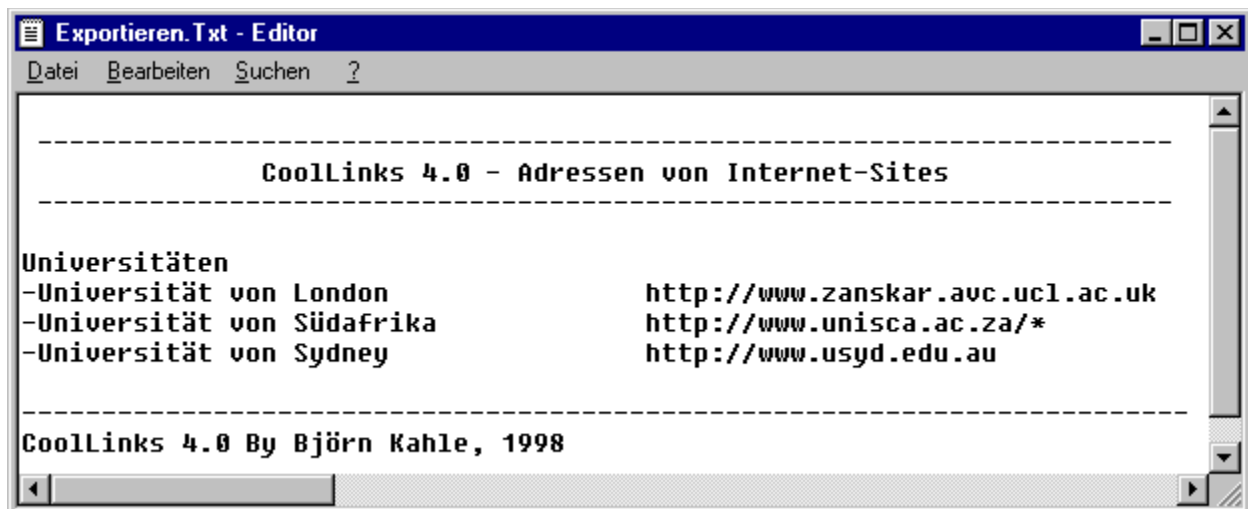 Exportieren.Txt - Editor
Datei Bearbeiten Suchen ?
------------------------------------------------------------------------
CoolLinks 4.0 - Adressen von Internet-Sites
------------------------------------------------------------------------
Universitäten
-Universität von London http://www.zanskar.avc.ucl.ac.uk
-Universität von Südafrika http://www.unisca.ac.za/*
-Universität von Sydney http://www.usyd.edu.au
--------------------------------------------------------------------------
CoolLinks 4.0 By Björn Kahle, 1998